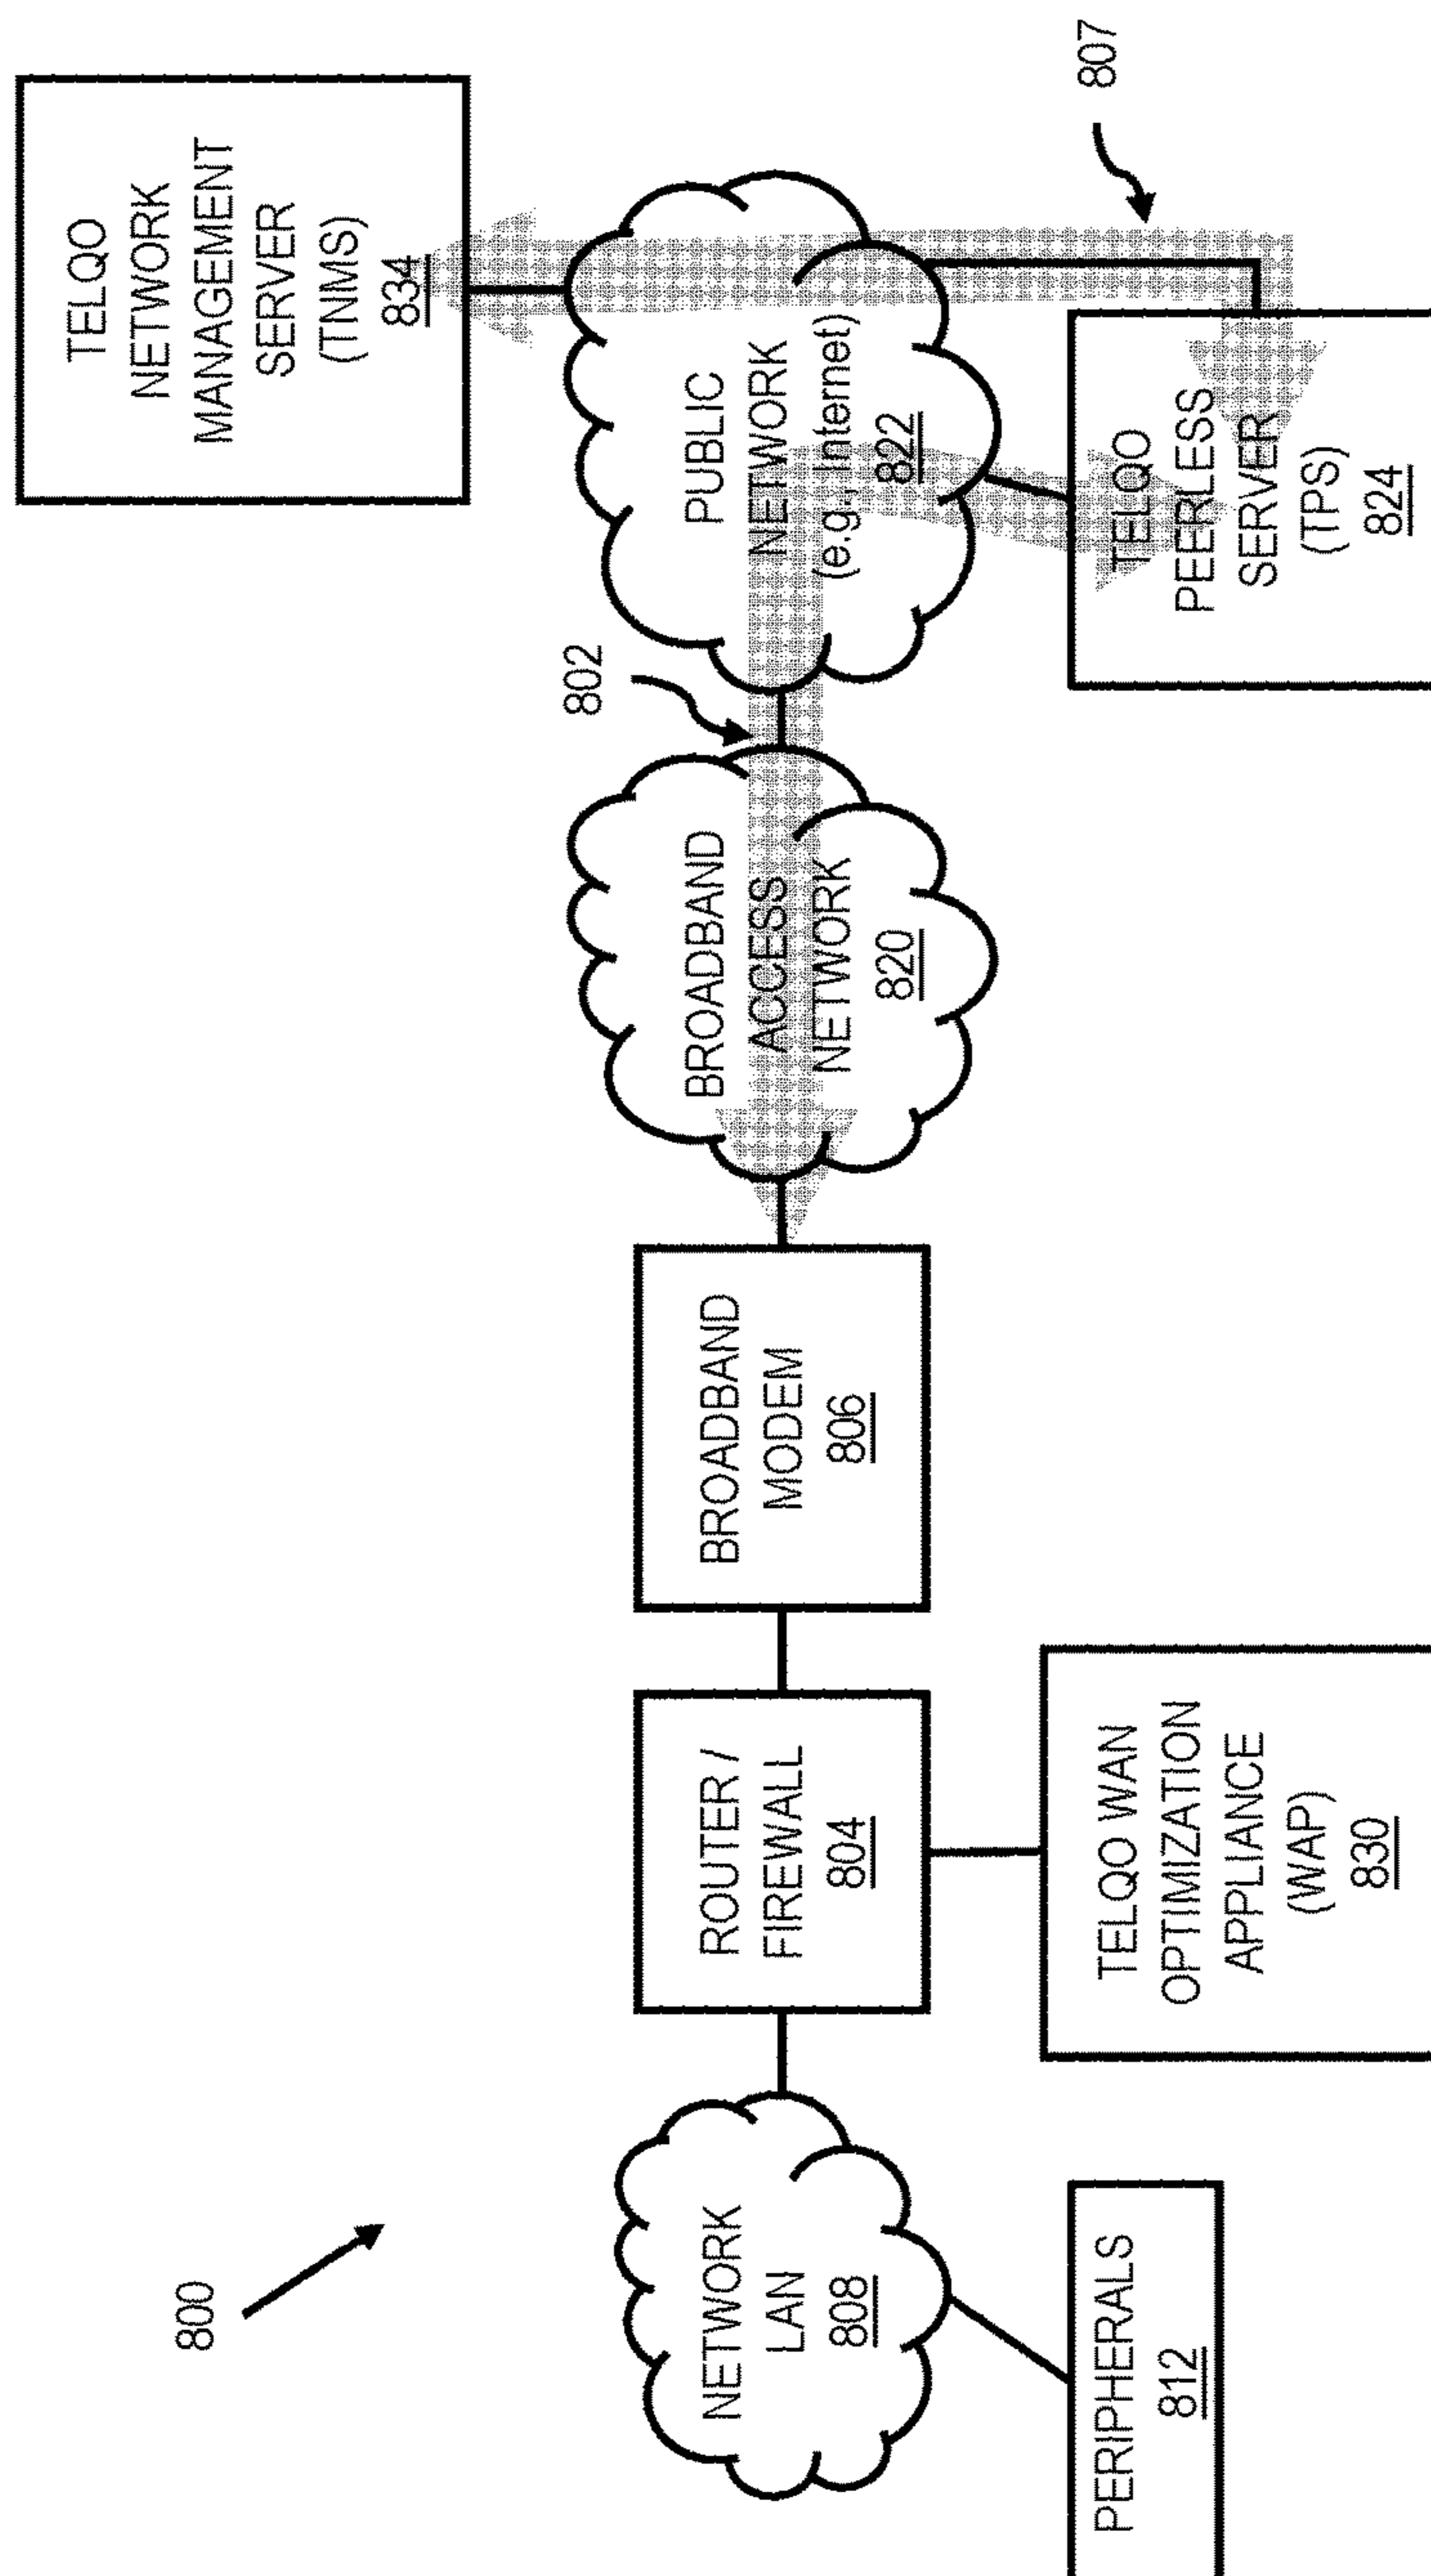 800
NETWORK
LAN
808
PERIPHERALS
812
ROUTER /
FIREWALL
804
TELQO WAN
OPTIMIZATION
APPLIANCE
(WAP)
830
BROADBAND
MODEM
806
BROADBAND
ACCESS
NETWORK
820
802
PUBLIC
NETWORK
(e.g., Internet)
822
TELQO
NETWORK
MANAGEMENT
SERVER
(TNMS)
834
TELQO
PEERLESS
SERVER
(TPS)
824
807